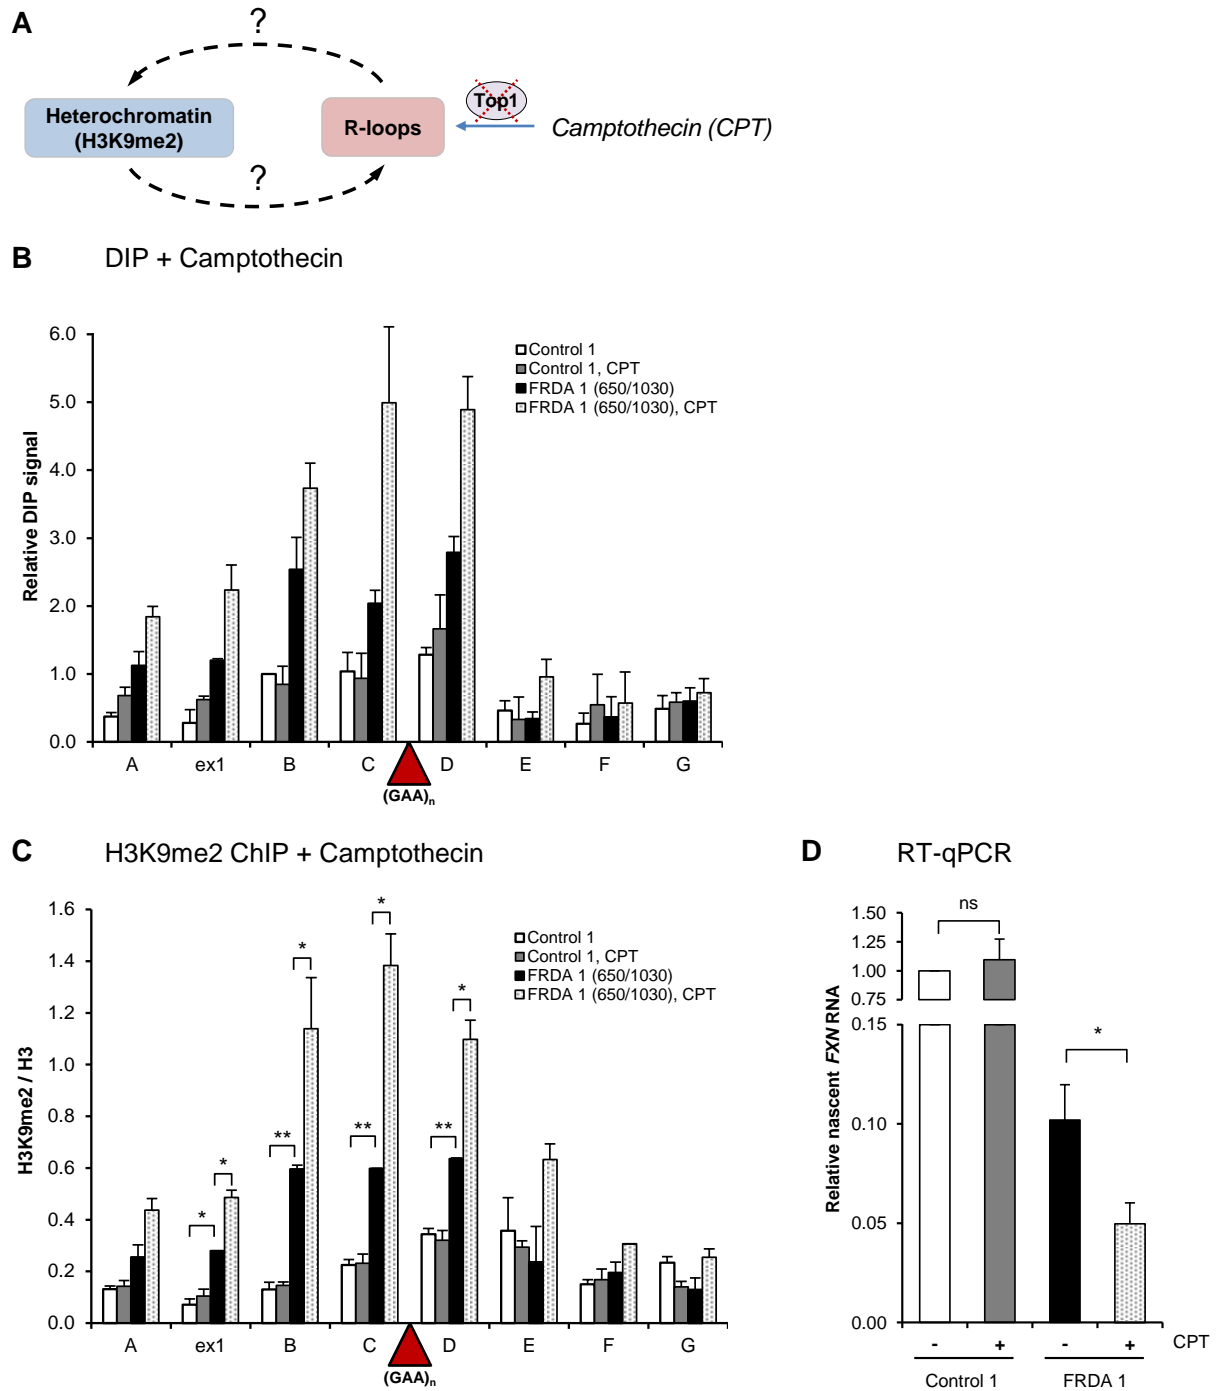 A
?
Top1
Heterochromatin
(H3K9me2)
R-loops
Camptothecin (CPT)
?
B DIP + Camptothecin
Relative DIP signal
6.0
5.0
4.0
3.0
2.0
1.0
0.0
Control 1
Control 1, CPT
FRDA 1 (650/1030)
FRDA 1 (650/1030), CPT
A ex1 B C D E F G
(GAA)n
C H3K9me2 ChIP + Camptothecin
H3K9me2 / H3
1.6
1.4
1.2
1.0
0.8
0.6
0.4
0.2
0.0
Control 1
Control 1, CPT
FRDA 1 (650/1030)
FRDA 1 (650/1030), CPT
* * ** * ** * ** *
A ex1 B C D E F G
(GAA)n
D RT-qPCR
Relative nascent FXN RNA
1.50
1.25
1.00
0.75
0.15
0.10
0.05
0.00
ns
*
- + - + CPT
Control 1 FRDA 1